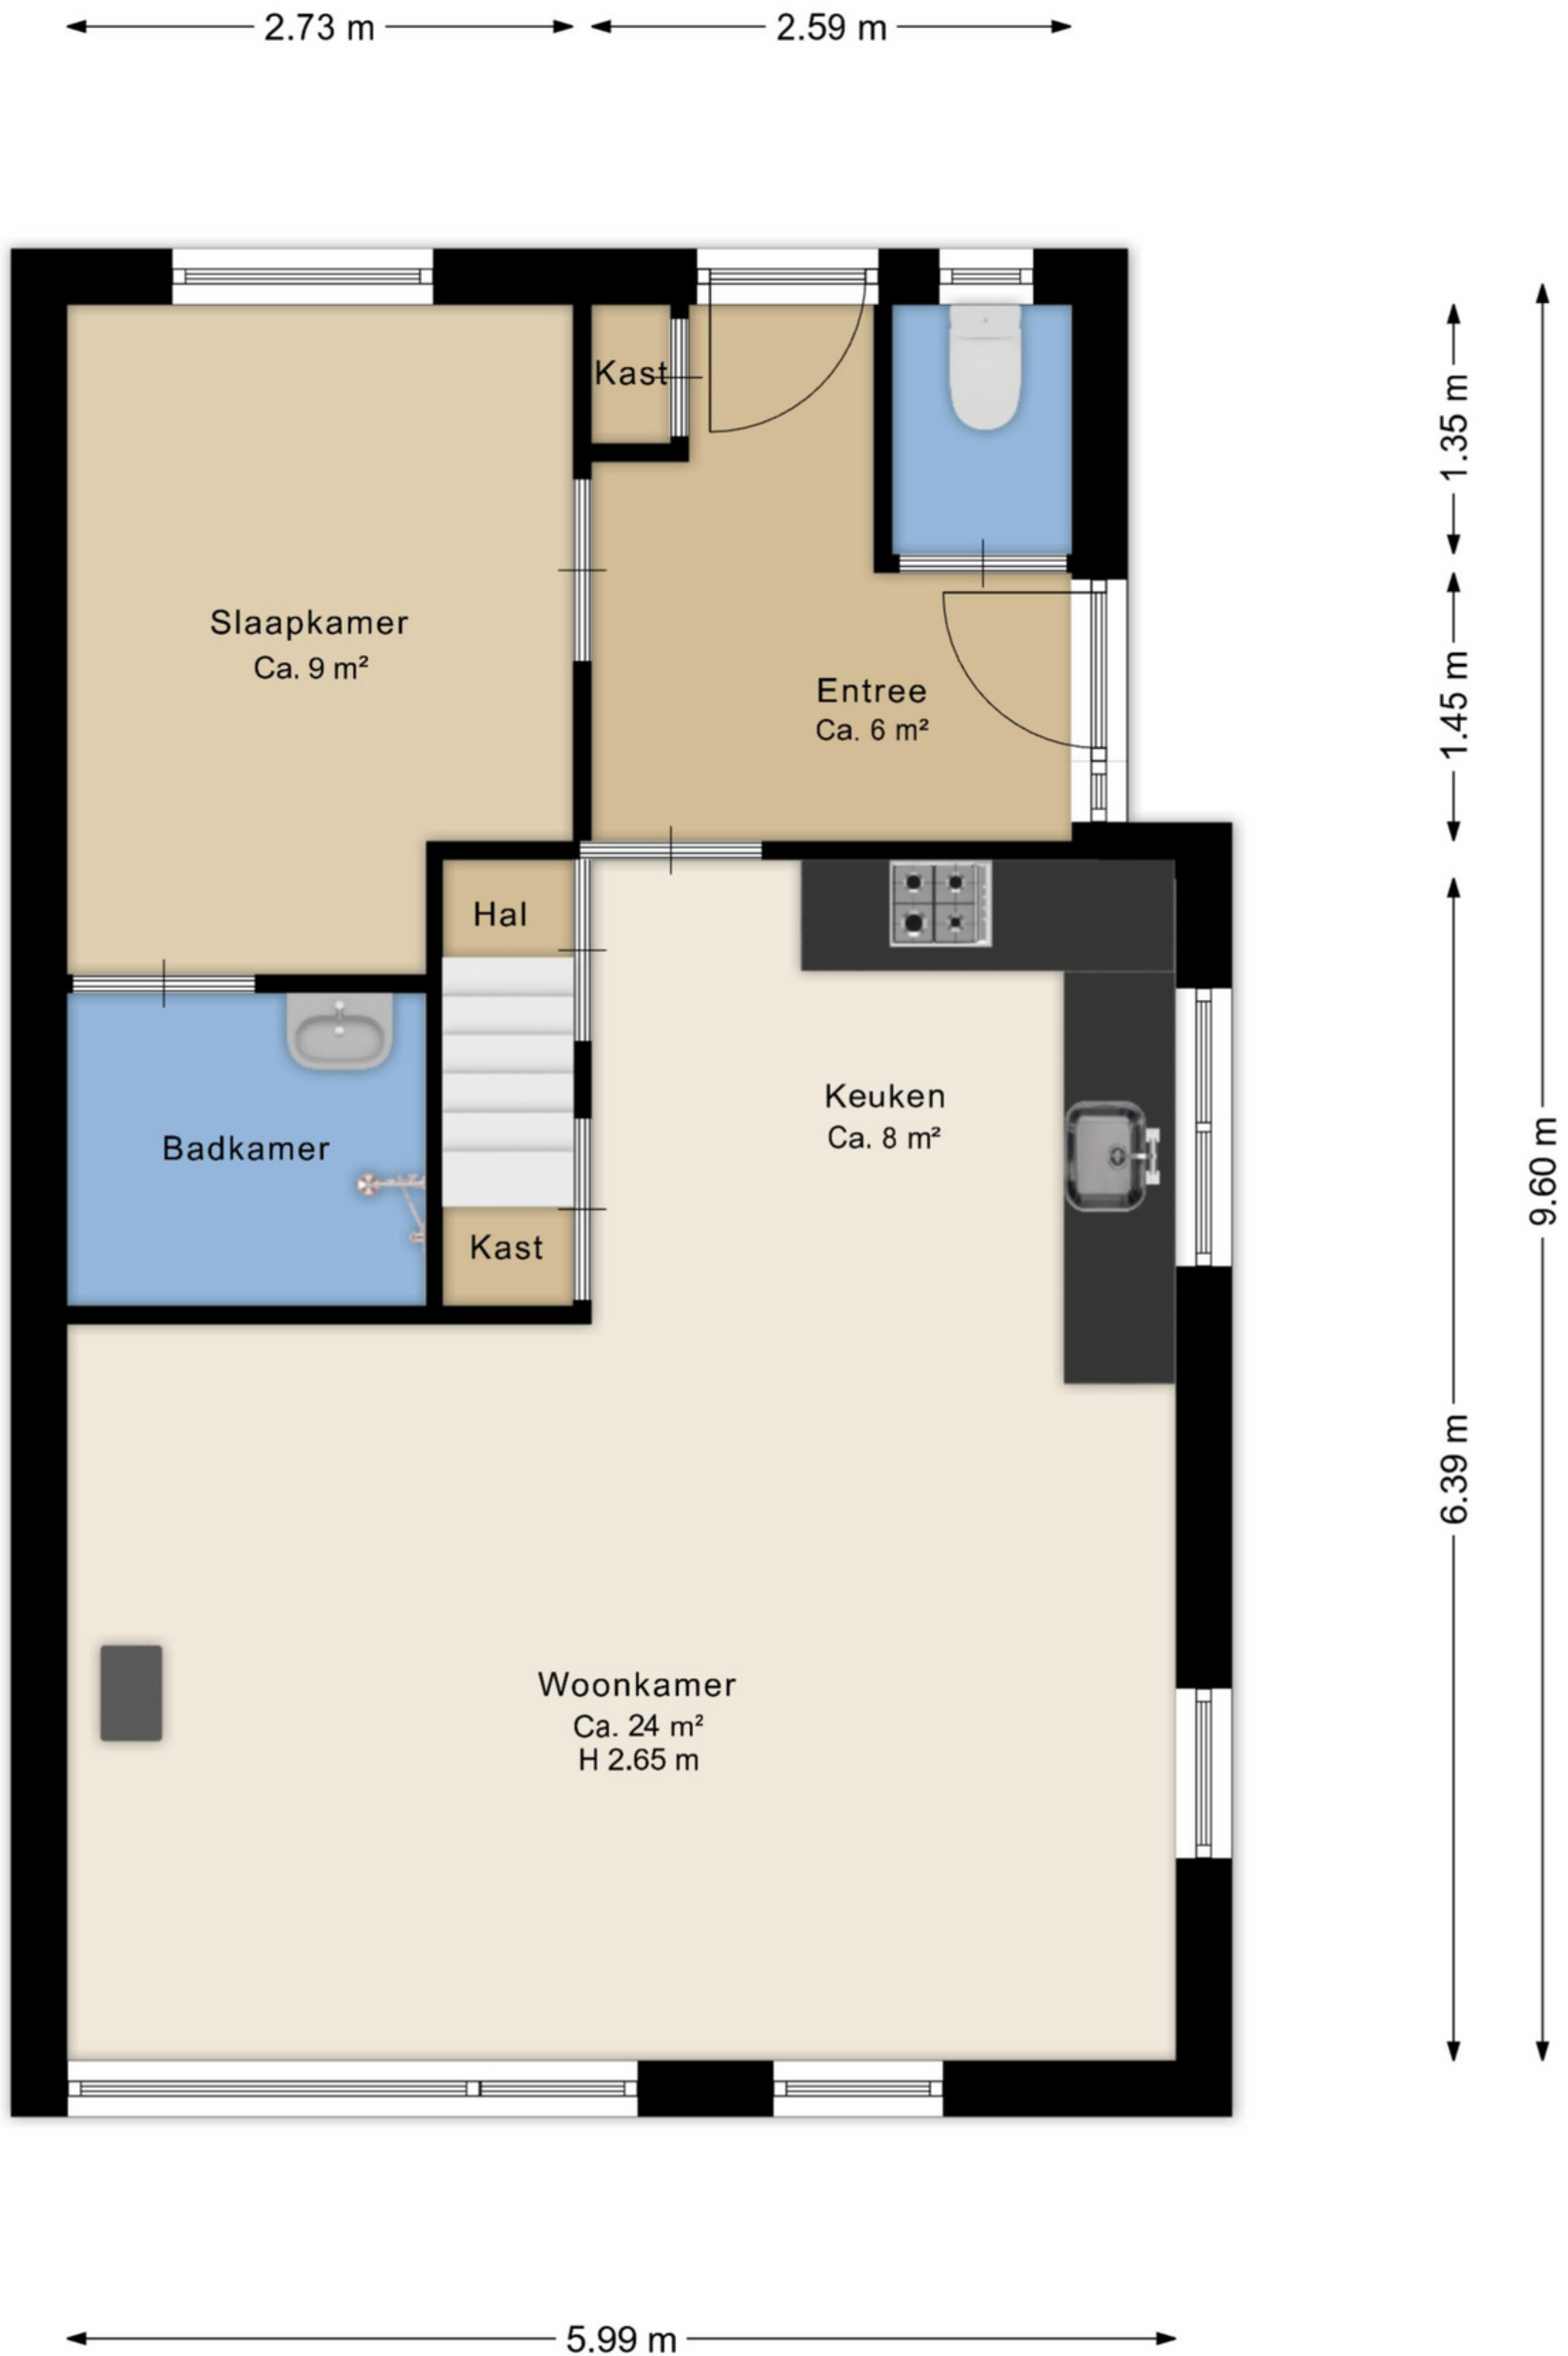 2.73 m
2.59 m
Kast
1.35 m
Slaapkamer
Ca. 9 m²
Entree
Ca. 6 m²
1.45 m
Hal
Keuken
Ca. 8 m²
Badkamer
9.60 m
Kast
6.39 m
Woonkamer
Ca. 24 m²
H 2.65 m
5.99 m